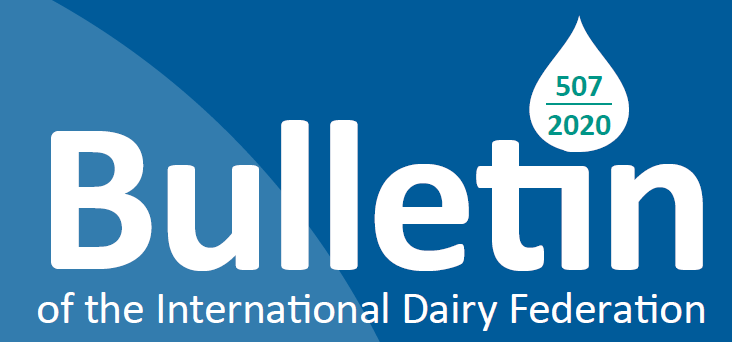 507
2020
Bulletin
of the International Dairy Federation